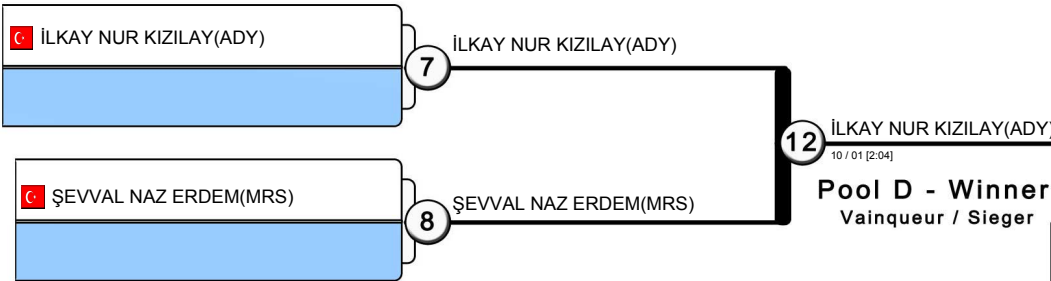 İLKAY NUR KIZILAY(ADY)
7
İLKAY NUR KIZILAY(ADY)
12
İLKAY NUR KIZILAY(ADY)
10 / 01 [2:04]
Pool D - Winner
Vainqueur / Sieger
ŞEVVAL NAZ ERDEM(MRS)
8
ŞEVVAL NAZ ERDEM(MRS)